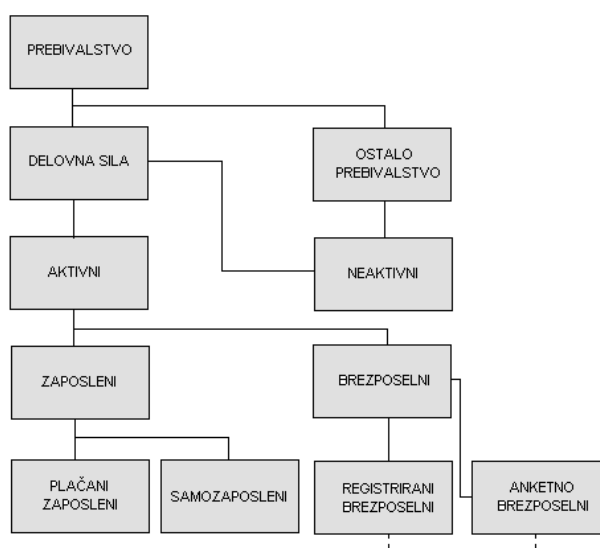 PREBIVALSTVO
DELOVNA SILA
OSTALO
PREBIVALSTVO
AKTIVNI
NEAKTIVNI
ZAPOSLENI
BREZPOSELNI
PLAČANI
ZAPOSLENI
SAMOZAPOSLENI
REGISTRIRANI
BREZPOSELNI
ANKETNO
BREZPOSELNI